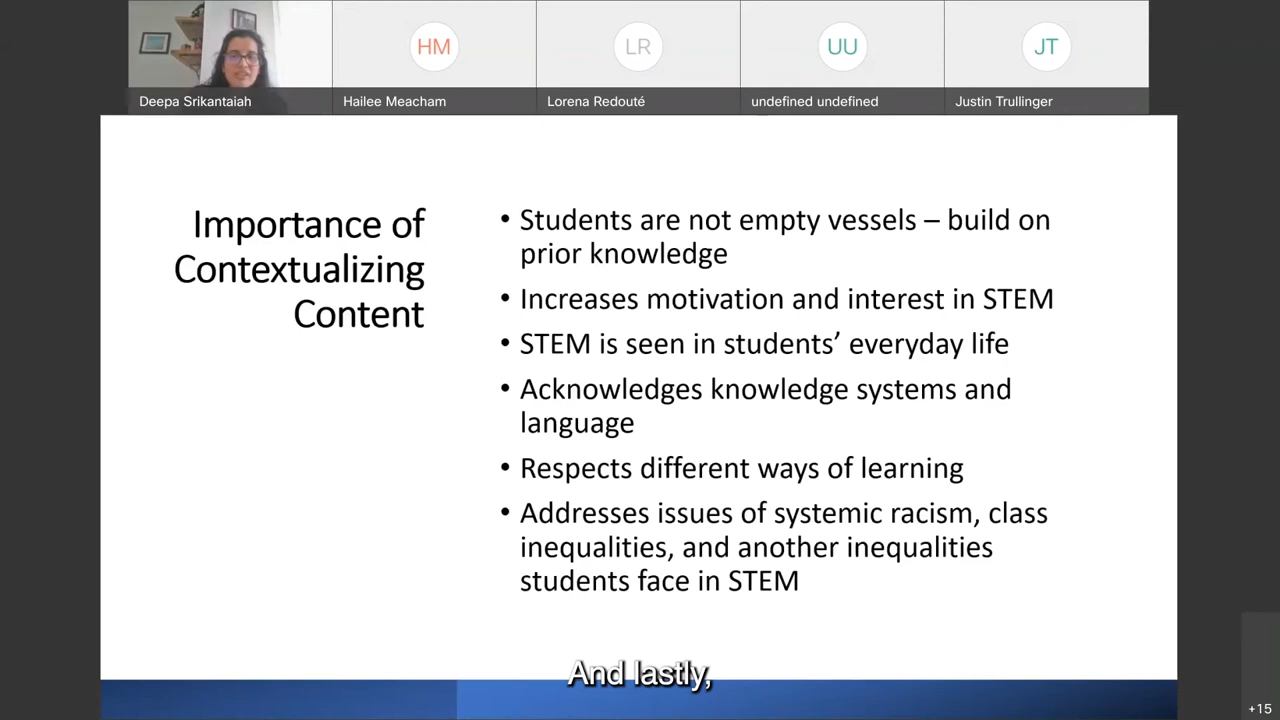 HM
LR
UU
JT
Deepa Srikantaiah
Hailee Meacham
Lorena Redouté
undefined undefined
Justin Trullinger
Importance of
Contextualizing
Content
• Students are not empty vessels – build on
prior knowledge
• Increases motivation and interest in STEM
• STEM is seen in students’ everyday life
• Acknowledges knowledge systems and
language
• Respects different ways of learning
• Addresses issues of systemic racism, class
inequalities, and another inequalities
students face in STEM
And lastly,
+15